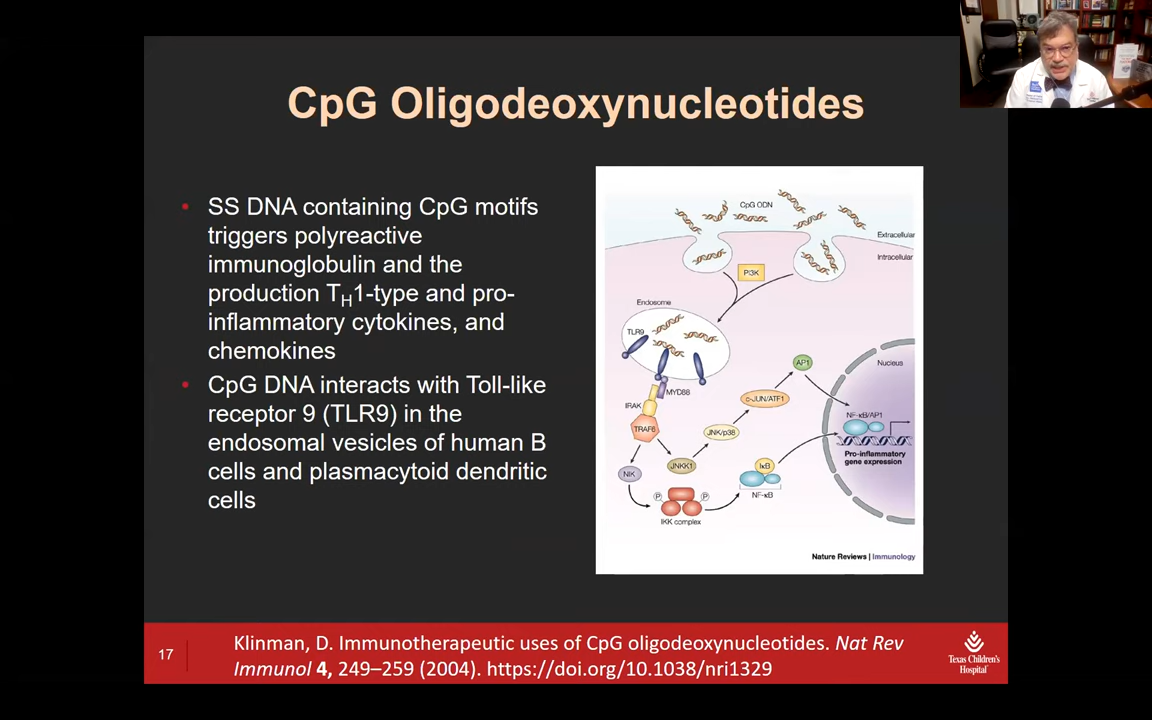 CpG Oligodeoxynucleotides
• SS DNA containing CpG motifs
triggers polyreactive
immunoglobulin and the
production TH1-type and pro-
inflammatory cytokines, and
chemokines
• CpG DNA interacts with Toll-like
receptor 9 (TLR9) in the
endosomal vesicles of human B
cells and plasmacytoid dendritic
cells
CpG ODN
Extracellular
Intracellular
PI3K
Endosome
TLR9
MYD88
IRAK
TRAF6
NIK
JNKK1
JNK/p38
c-JUN/ATF1
AP1
P
P
IKK complex
IκB
NF-κB
Nucleus
NF-κB/AP1
Pro-inflammatory
gene expression
Nature Reviews | Immunology
17
Klinman, D. Immunotherapeutic uses of CpG oligodeoxynucleotides. Nat Rev
Immunol 4, 249–259 (2004). https://doi.org/10.1038/nri1329
Texas Children's
Hospital